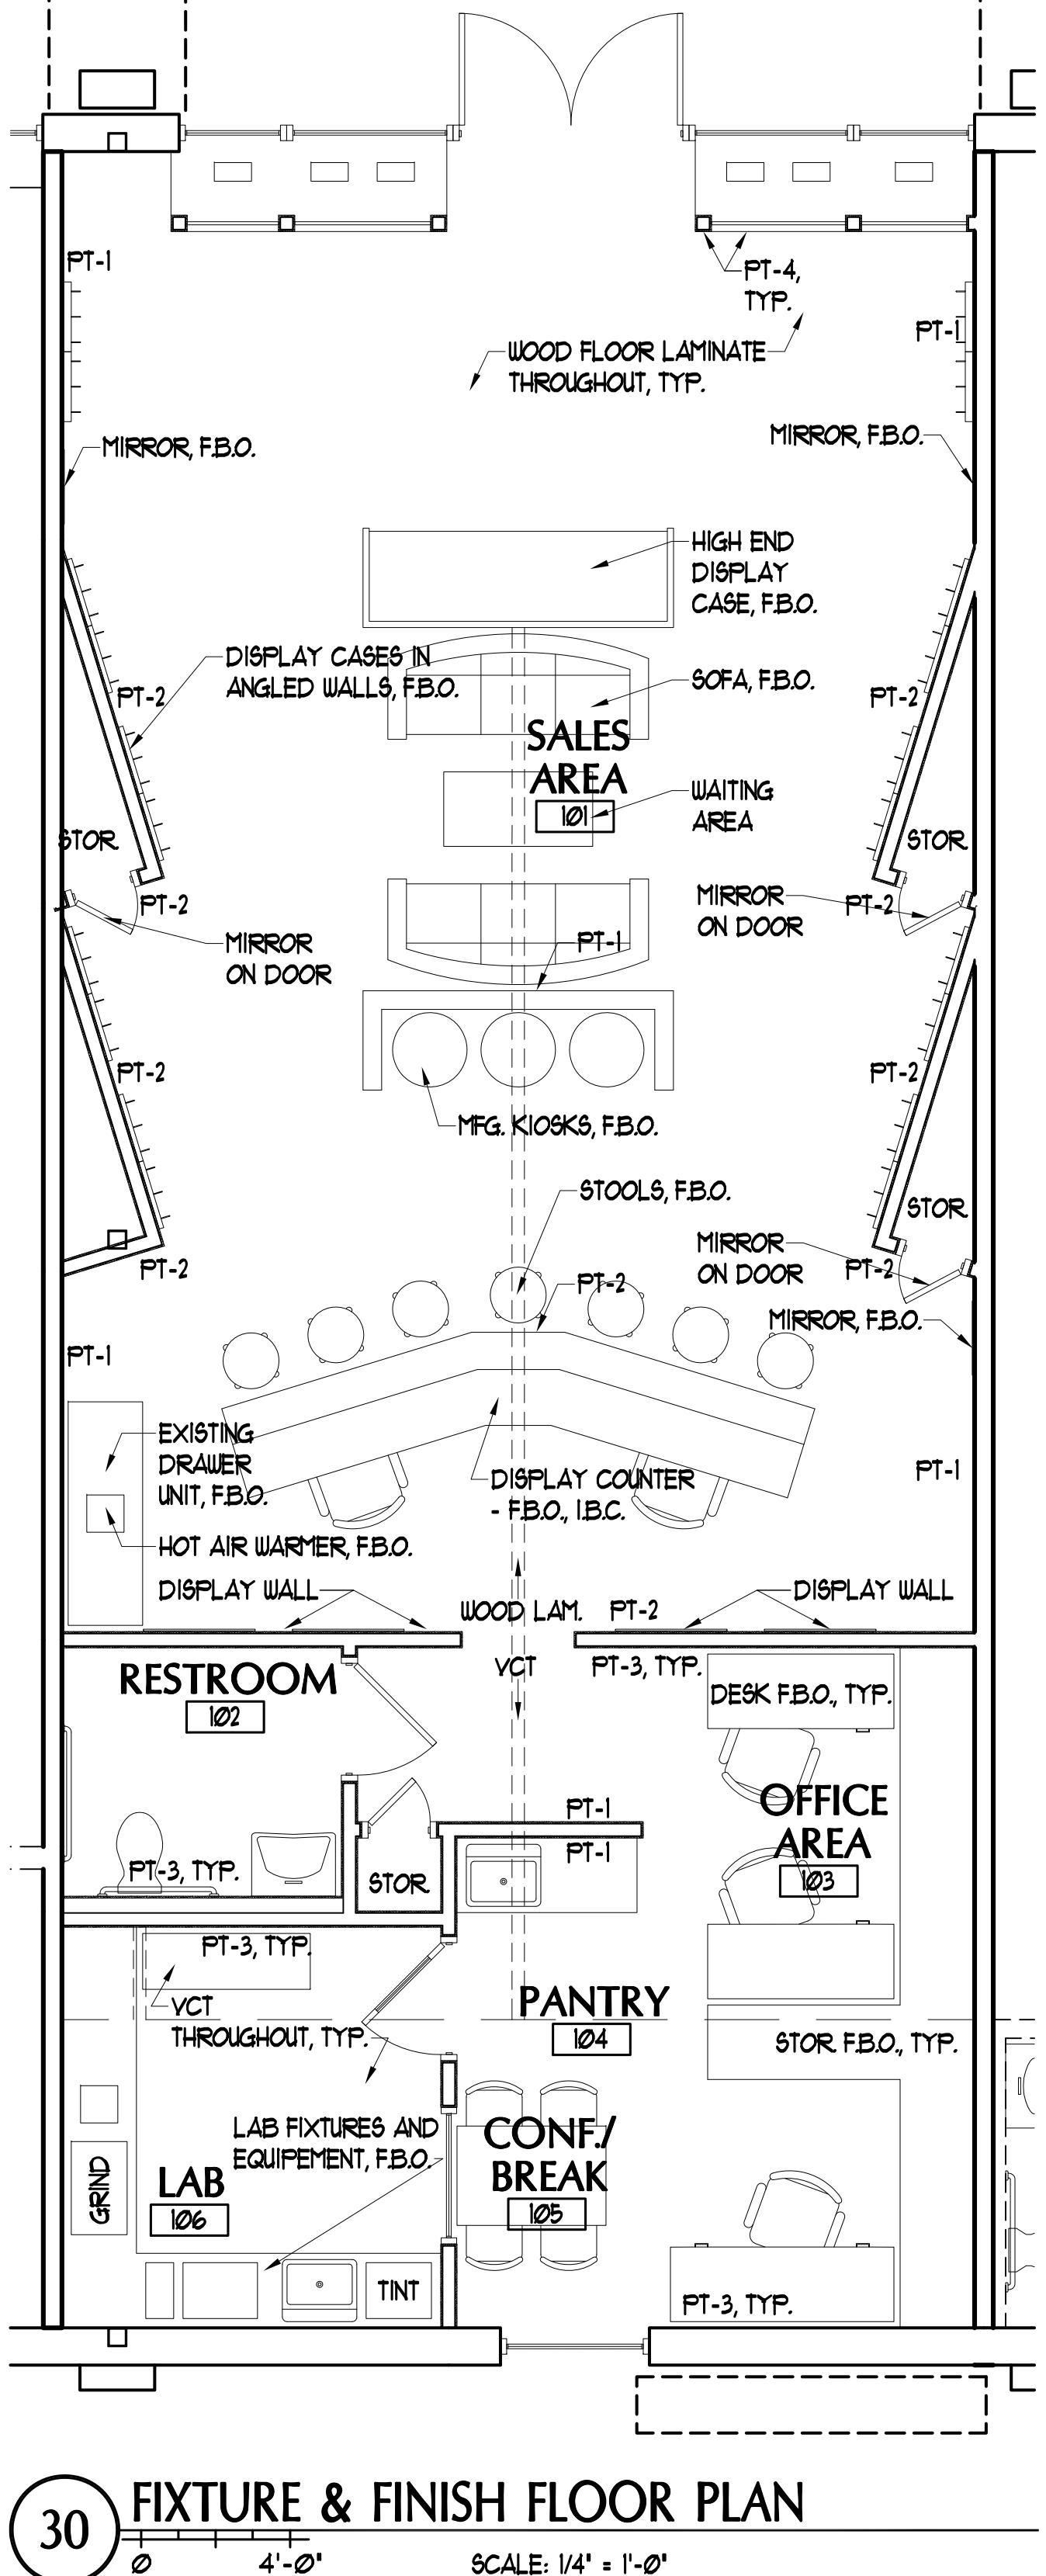 PT-1
PT-4,
TYP.
PT-1
WOOD FLOOR LAMINATE
THROUGHOUT, TYP.
MIRROR, F.B.O.
MIRROR, F.B.O.
HIGH END
DISPLAY
CASE, F.B.O.
DISPLAY CASES IN
ANGLED WALLS, F.B.O.
SOFA, F.B.O.
PT-2
PT-2
SALES
AREA
101
WAITING
AREA
STOR.
STOR.
PT-2
MIRROR
ON DOOR
PT-2
MIRROR
ON DOOR
PT-1
PT-2
PT-2
MFG. KIOSKS, F.B.O.
STOOLS, F.B.O.
STOR.
MIRROR
ON DOOR
PT-2
PT-2
PT-2
MIRROR, F.B.O.
PT-1
EXISTING
DRAWER
UNIT, F.B.O.
PT-1
DISPLAY COUNTER
- F.B.O., I.B.C.
HOT AIR WARMER, F.B.O.
DISPLAY WALL
DISPLAY WALL
WOOD LAM.
PT-2
VCT
PT-3, TYP.
RESTROOM
102
DESK F.B.O., TYP.
OFFICE
AREA
103
PT-1
PT-1
PT-3, TYP.
STOR.
PT-3, TYP.
VCT
THROUGHOUT, TYP.
PANTRY
104
STOR F.B.O., TYP.
LAB FIXTURES AND
EQUIPEMENT, F.B.O.
CONF./
BREAK
105
GRIND
LAB
106
TINT
PT-3, TYP.
30
FIXTURE & FINISH FLOOR PLAN
0
4'-0"
SCALE: 1/4" = 1'-0"